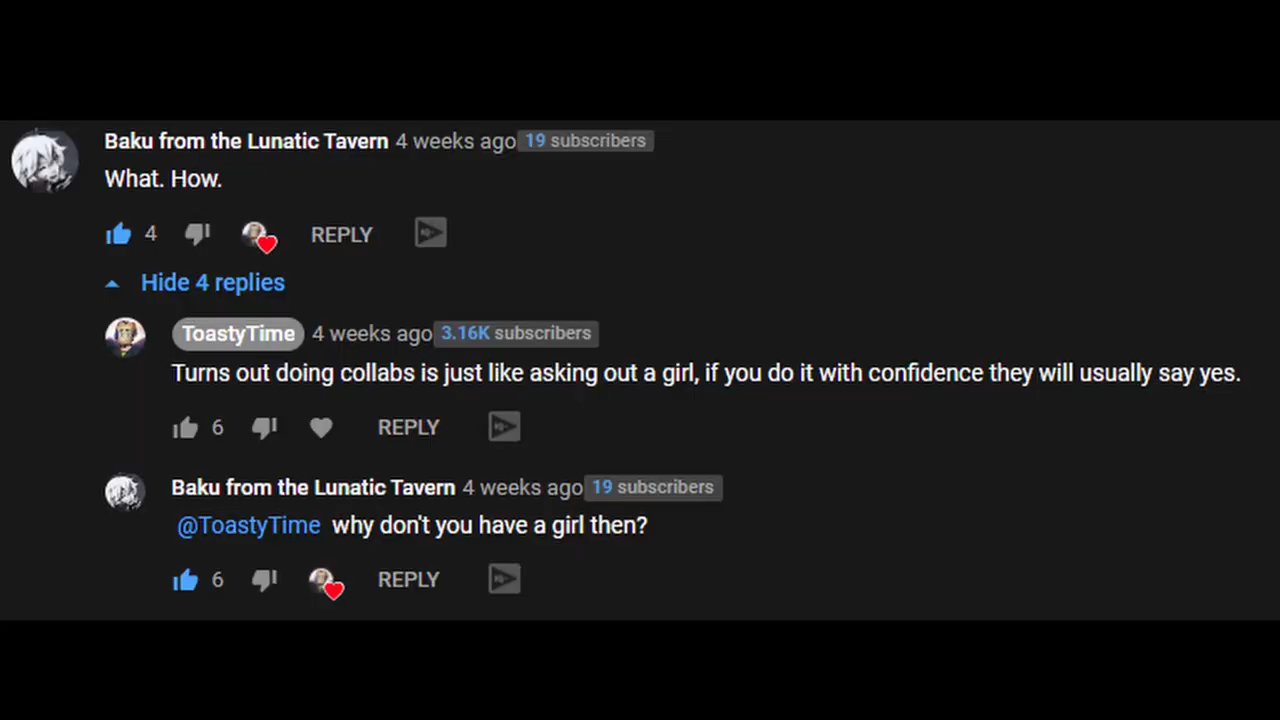 Baku from the Lunatic Tavern 4 weeks ago 19 subscribers
What. How.
4 REPLY
Hide 4 replies
ToastyTime 4 weeks ago 3.16K subscribers
Turns out doing collabs is just like asking out a girl, if you do it with confidence they will usually say yes.
6 REPLY
Baku from the Lunatic Tavern 4 weeks ago 19 subscribers
@ToastyTime why don't you have a girl then?
6 REPLY